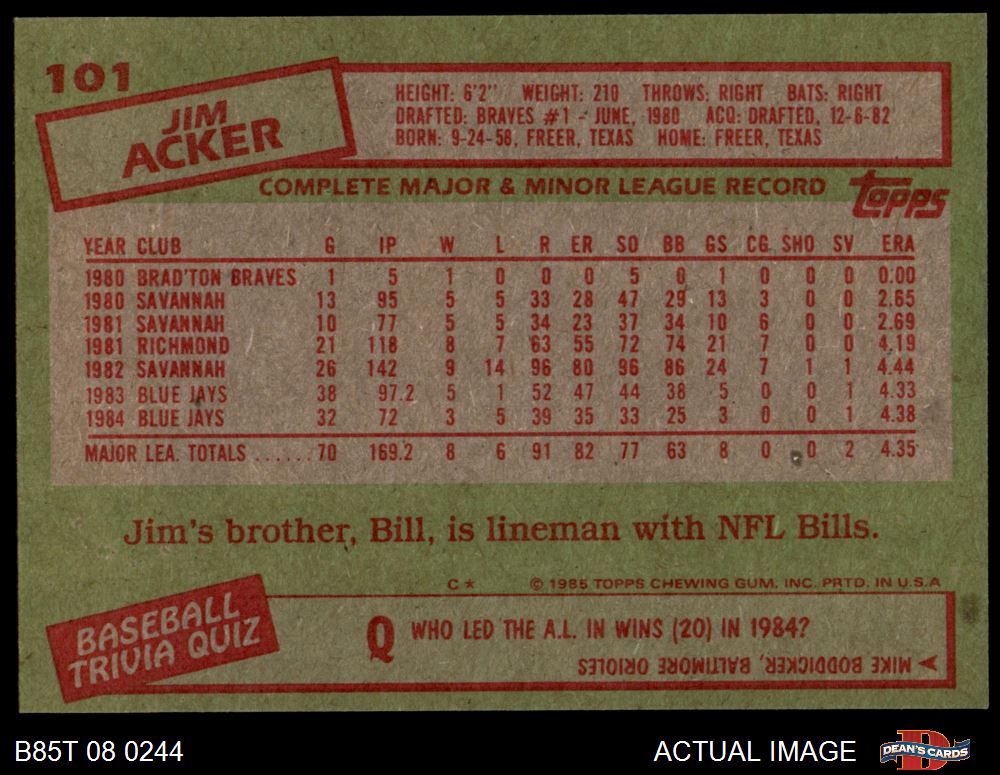 101
JIM
ACKER
HEIGHT: 6'2" WEIGHT: 210 THROWS: RIGHT BATS: RIGHT
DRAFTED: BRAVES #1 - JUNE, 1980 ACQ: DRAFTED, 12-6-82
BORN: 9-24-58, FREER, TEXAS HOME: FREER, TEXAS
COMPLETE MAJOR & MINOR LEAGUE RECORD
Topps
YEAR CLUB G IP W L R ER SO BB GS CG SHO SV ERA
1980 BRAD'TON BRAVES 1 5 1 0 0 0 5 0 1 0 0 0 0.00
1980 SAVANNAH 13 95 5 5 33 28 47 29 13 3 0 0 2.65
1981 SAVANNAH 10 77 5 5 34 23 37 34 10 6 0 0 2.69
1981 RICHMOND 21 118 8 7 63 55 72 74 21 7 0 0 4.19
1982 SAVANNAH 26 142 9 14 96 80 96 86 24 7 1 1 4.44
1983 BLUE JAYS 38 97.2 5 1 52 47 44 38 5 0 0 1 4.33
1984 BLUE JAYS 32 72 3 5 39 35 33 25 3 0 0 1 4.38
MAJOR LEA. TOTALS ...... 70 169.2 8 6 91 82 77 63 8 0 0 2 4.35
Jim's brother, Bill, is lineman with NFL Bills.
C* © 1985 TOPPS CHEWING GUM, INC. PRTD. IN U.S.A
BASEBALL
TRIVIA QUIZ
Q WHO LED THE A.L. IN WINS (20) IN 1984?
MIKE BODDICKER, BALTIMORE ORIOLES
B85T 08 0244
ACTUAL IMAGE
D
DEAN'S CARDS